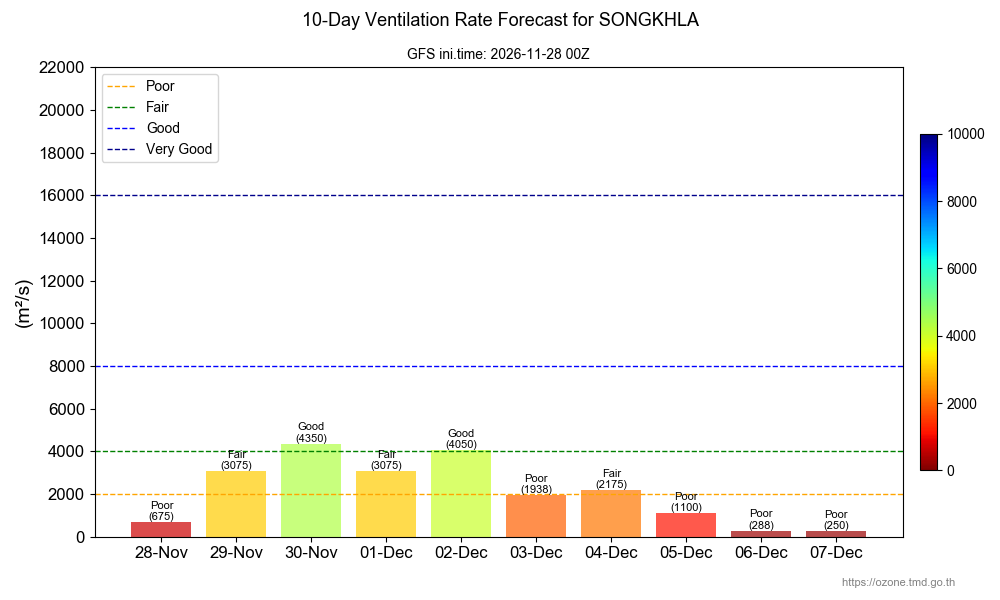 10-Day Ventilation Rate Forecast for SONGKHLA
GFS ini.time: 2026-11-28 00Z
(m²/s)
22000
20000
18000
16000
14000
12000
10000
8000
6000
4000
2000
0
Poor
Fair
Good
Very Good
Poor
(675)
Fair
(3075)
Good
(4350)
Fair
(3075)
Good
(4050)
Poor
(1938)
Fair
(2175)
Poor
(1100)
Poor
(288)
Poor
(250)
28-Nov 29-Nov 30-Nov 01-Dec 02-Dec 03-Dec 04-Dec 05-Dec 06-Dec 07-Dec
10000
8000
6000
4000
2000
0
https://ozone.tmd.go.th